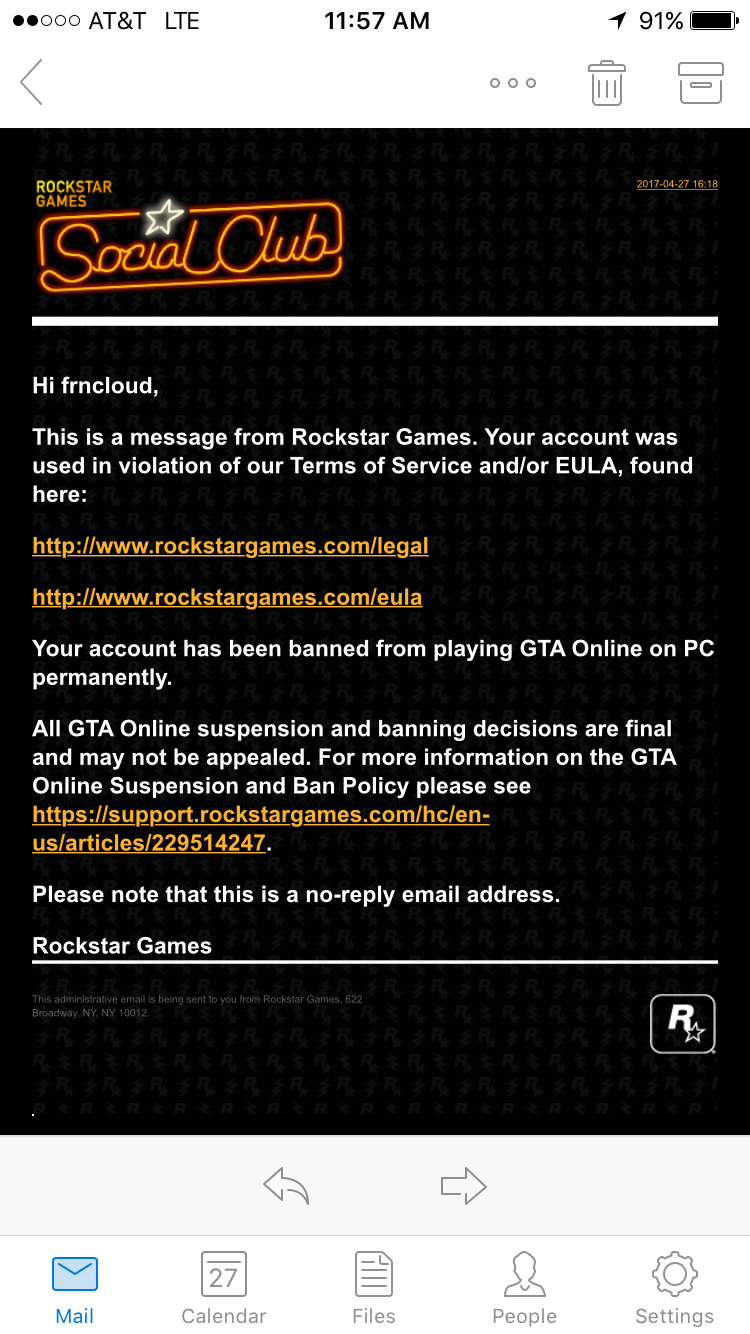 AT&T LTE 11:57 AM 91%
ROCKSTAR
GAMES
2017-04-27 16:18
Social Club
Hi frncloud,
This is a message from Rockstar Games. Your account was
used in violation of our Terms of Service and/or EULA, found
here:
http://www.rockstargames.com/legal
http://www.rockstargames.com/eula
Your account has been banned from playing GTA Online on PC
permanently.
All GTA Online suspension and banning decisions are final
and may not be appealed. For more information on the GTA
Online Suspension and Ban Policy please see
https://support.rockstargames.com/hc/en-
us/articles/229514247.
Please note that this is a no-reply email address.
Rockstar Games
This administrative email is being sent to you from Rockstar Games, 622
Broadway, NY, NY 10012.
R
.
27
Mail Calendar Files People Settings